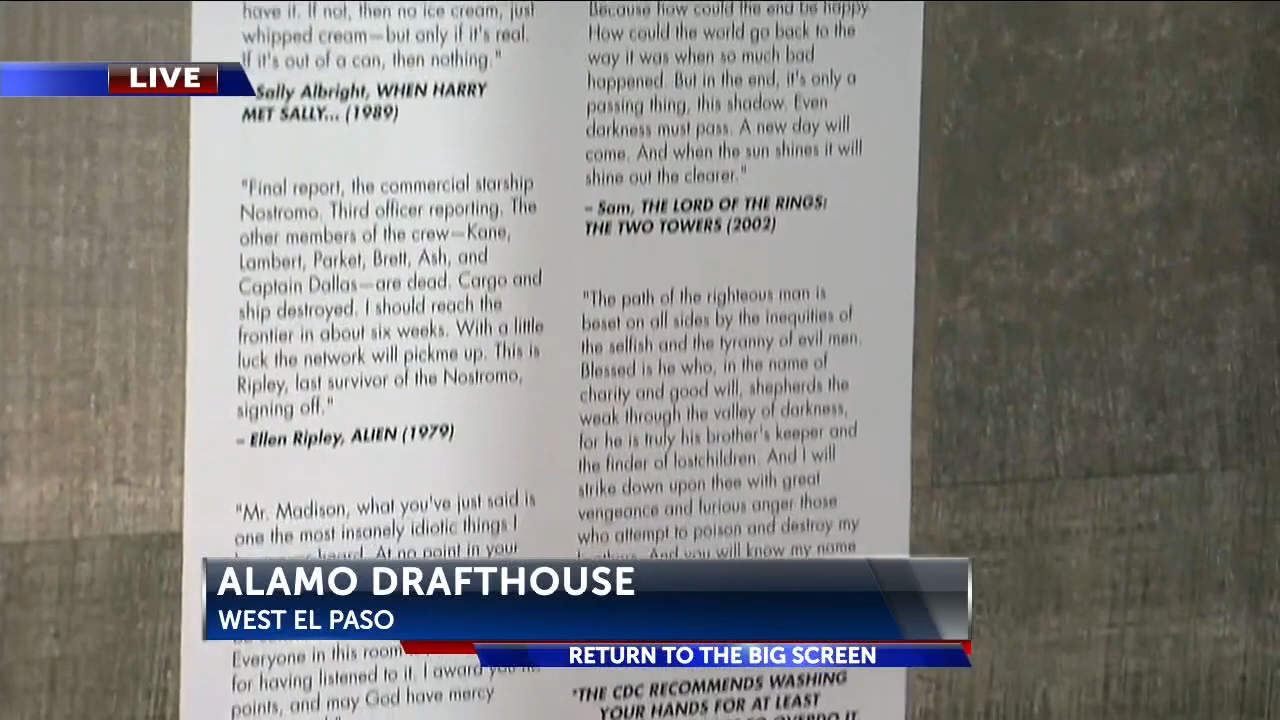 have it. If not, then no ice cream, just
whipped cream—but only if it's real.
If it's out of a can, then nothing."
Sally Albright, WHEN HARRY
MET SALLY... (1989)
"Final report, the commercial starship
Nostromo. Third officer reporting. The
other members of the crew—Kane,
Lambert, Parket, Brett, Ash, and
Captain Dallas—are dead. Cargo and
ship destroyed. I should reach the
frontier in about six weeks. With a little
luck the network will pickme up. This is
Ripley, last survivor of the Nostromo,
signing off."
– Ellen Ripley, ALIEN (1979)
"Mr. Madison, what you've just said is
one the most insanely idiotic things I
heard. At no point in your
Everyone in this room
for having listened to it. I award you no
points, and may God have mercy
Because how could the end be happy
How could the world go back to the
way it was when so much bad
happened. But in the end, it's only a
passing thing, this shadow. Even
darkness must pass. A new day will
come. And when the sun shines it will
shine out the clearer."
– Sam, THE LORD OF THE RINGS:
THE TWO TOWERS (2002)
"The path of the righteous man is
beset on all sides by the inequities of
the selfish and the tyranny of evil men.
Blessed is he who, in the name of
charity and good will, shepherds the
weak through the valley of darkness,
for he is truly his brother's keeper and
the finder of lostchildren. And I will
strike down upon thee with great
vengeance and furious anger those
who attempt to poison and destroy my
And you will know my name
*THE CDC RECOMMENDS WASHING
YOUR HANDS FOR AT LEAST
LIVE
ALAMO DRAFTHOUSE
WEST EL PASO
RETURN TO THE BIG SCREEN